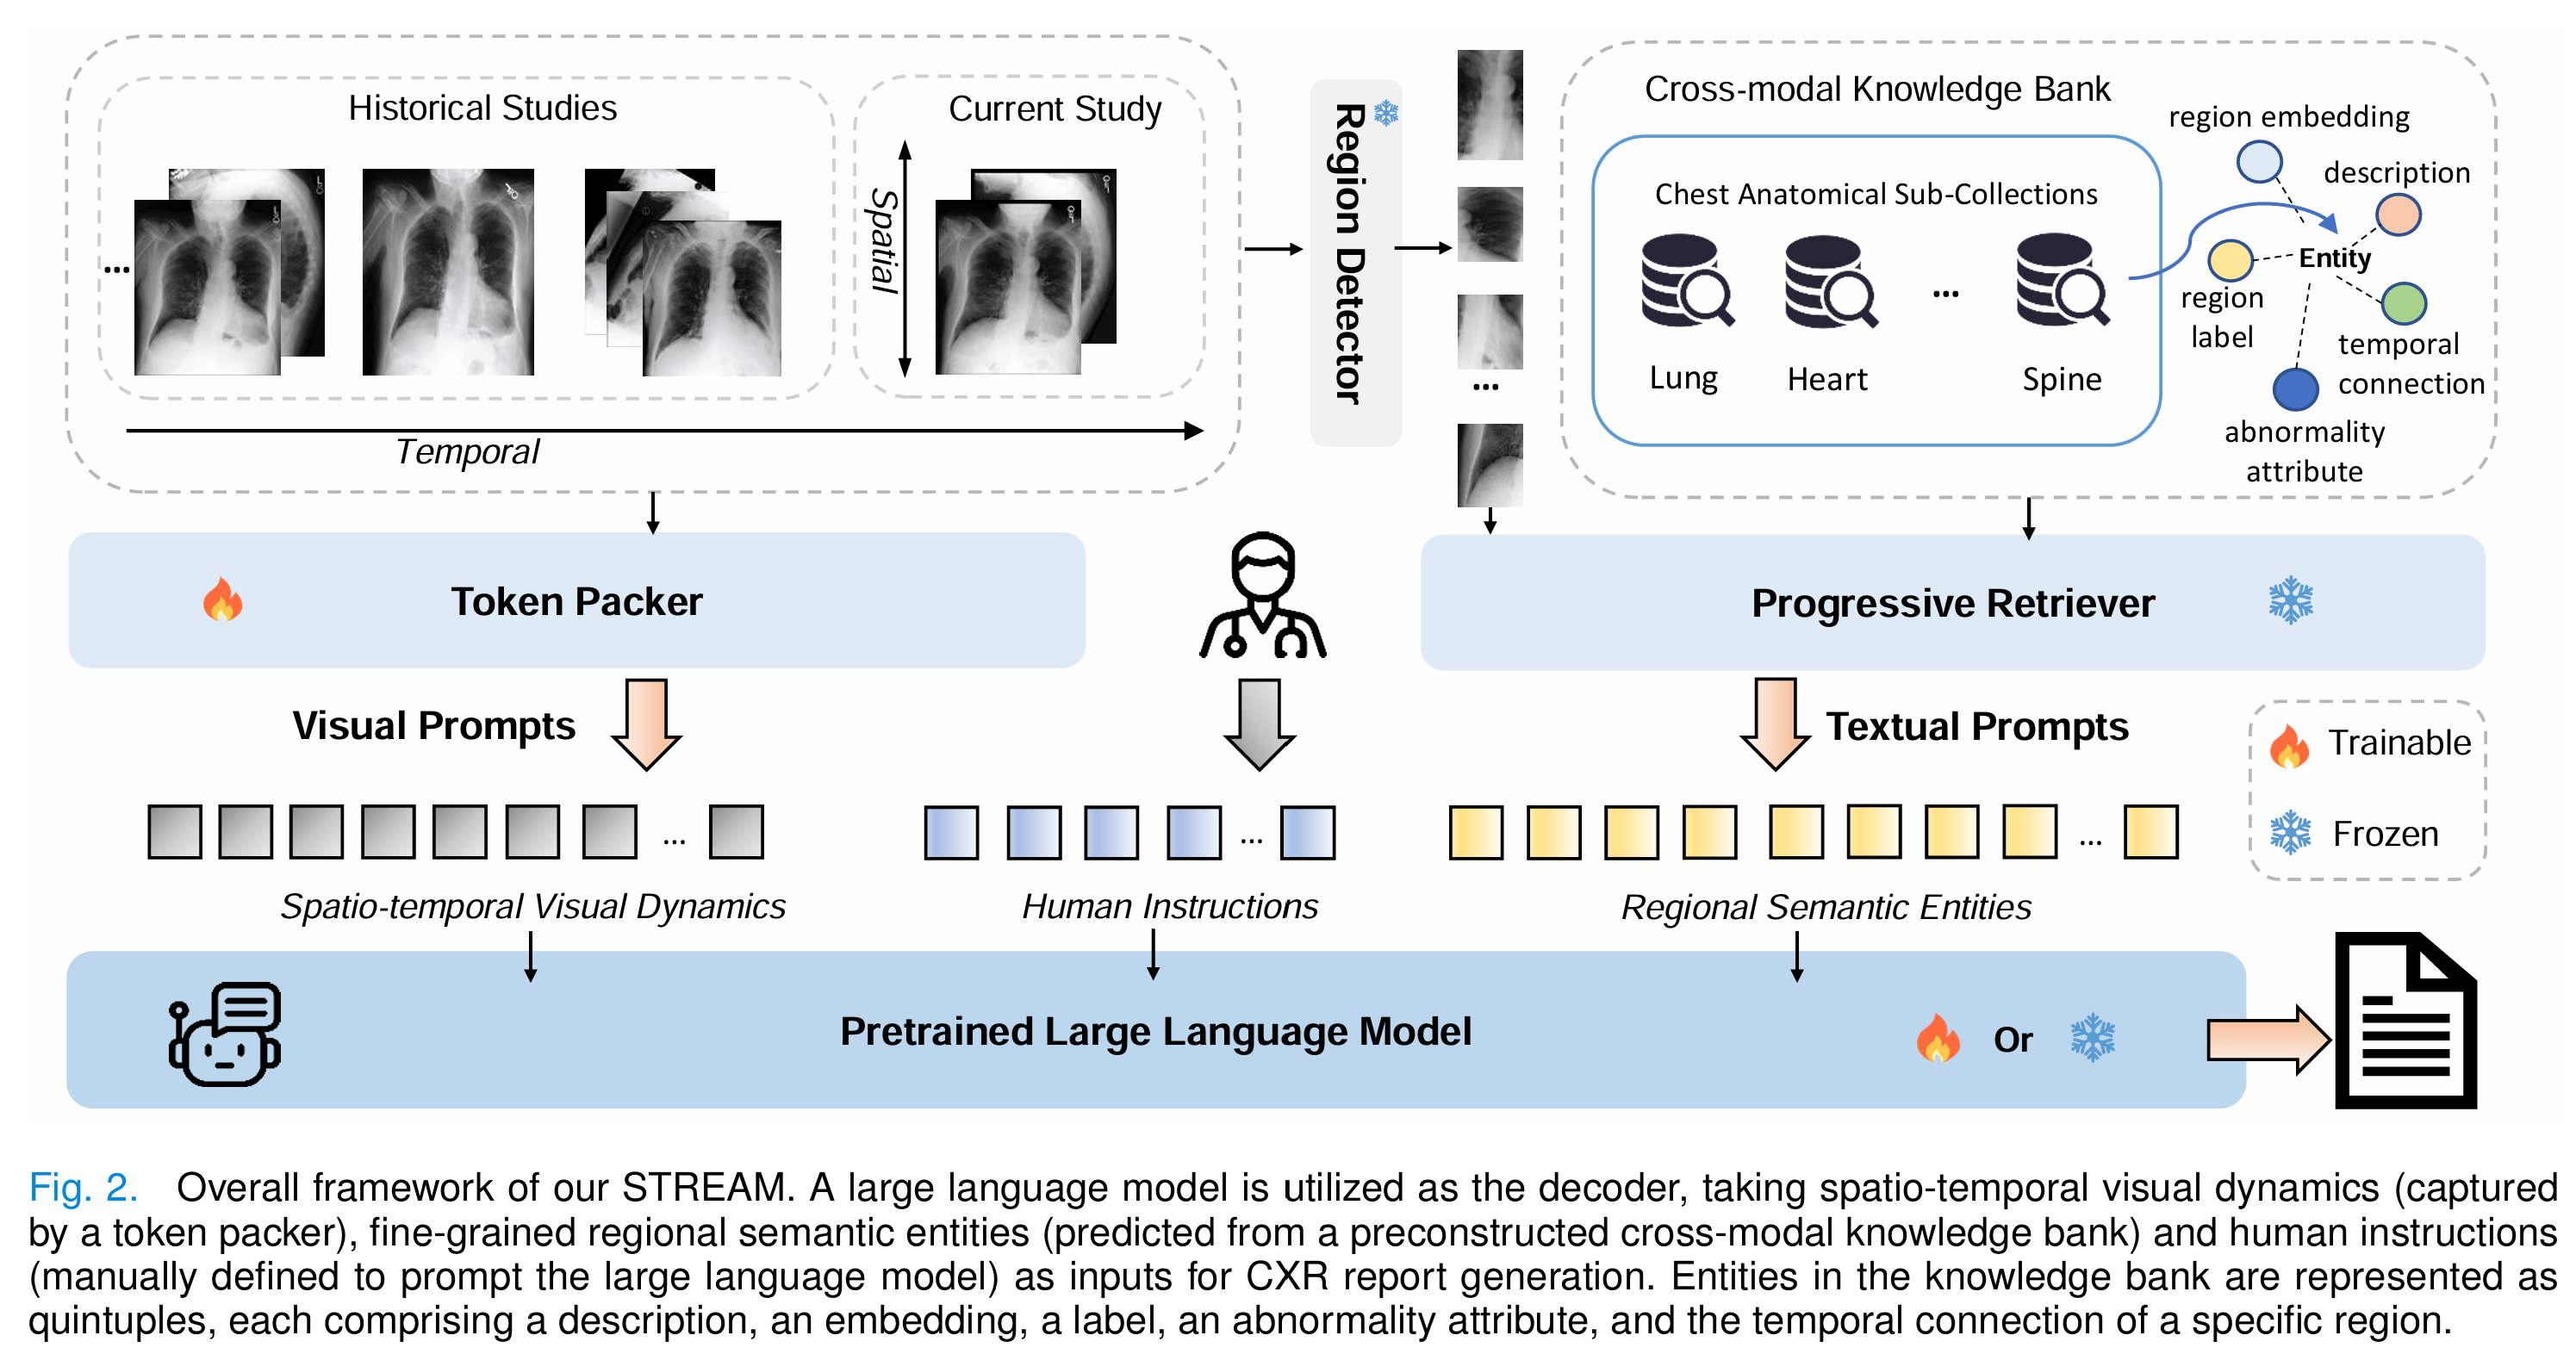 Historical Studies
Current Study
Spatial
Temporal
...
Region Detector
...
Cross-modal Knowledge Bank
Chest Anatomical Sub-Collections
Lung
Heart
...
Spine
region embedding
description
Entity
region
label
temporal
connection
abnormality
attribute
Token Packer
Progressive Retriever
Visual Prompts
Textual Prompts
Trainable
Frozen
...
...
...
Spatio-temporal Visual Dynamics
Human Instructions
Regional Semantic Entities
Pretrained Large Language Model
Or
Fig. 2. Overall framework of our STREAM. A large language model is utilized as the decoder, taking spatio-temporal visual dynamics (captured
by a token packer), fine-grained regional semantic entities (predicted from a preconstructed cross-modal knowledge bank) and human instructions
(manually defined to prompt the large language model) as inputs for CXR report generation. Entities in the knowledge bank are represented as
quintuples, each comprising a description, an embedding, a label, an abnormality attribute, and the temporal connection of a specific region.